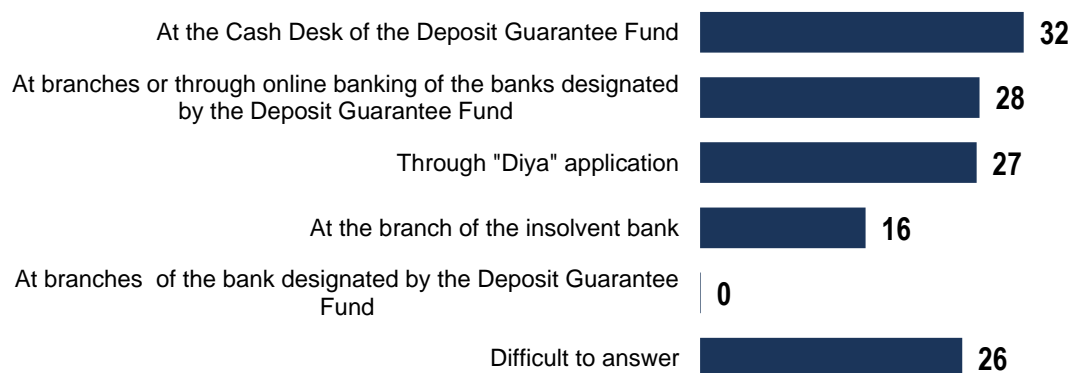 At the Cash Desk of the Deposit Guarantee Fund 32
At branches or through online banking of the banks designated
by the Deposit Guarantee Fund 28
Through "Diya" application 27
At the branch of the insolvent bank 16
At branches  of the bank designated by the Deposit Guarantee
Fund 0
Difficult to answer 26